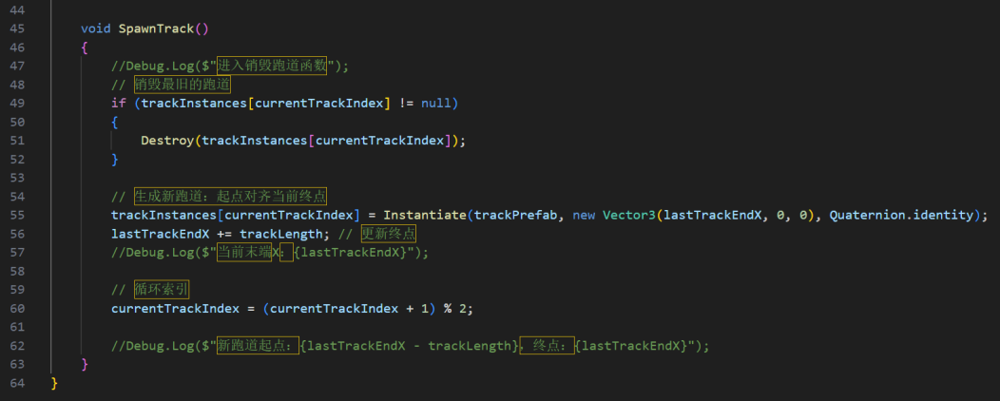 44
45 void SpawnTrack()
46 {
47 //Debug.Log($"进入销毁跑道函数");
48 // 销毁最旧的跑道
49 if (trackInstances[currentTrackIndex] != null)
50 {
51 Destroy(trackInstances[currentTrackIndex]);
52 }
53
54 // 生成新跑道：起点对齐当前终点
55 trackInstances[currentTrackIndex] = Instantiate(trackPrefab, new Vector3(lastTrackEndX, 0, 0), Quaternion.identity);
56 lastTrackEndX += trackLength; // 更新终点
57 //Debug.Log($"当前末端X：{lastTrackEndX}");
58
59 // 循环索引
60 currentTrackIndex = (currentTrackIndex + 1) % 2;
61
62 //Debug.Log($"新跑道起点：{lastTrackEndX - trackLength}，终点：{lastTrackEndX}");
63 }
64 }